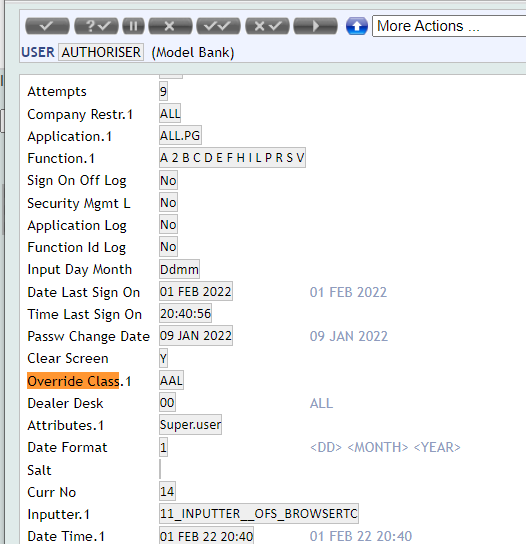 More Actions ...
USER AUTHORISER (Model Bank)
Attempts 9
Company Restr.1 ALL
Application.1 ALL.PG
Function.1 A 2 B C D E F H I L P R S V
Sign On Off Log No
Security Mgmt L No
Application Log No
Function Id Log No
Input Day Month Ddmm
Date Last Sign On 01 FEB 2022 01 FEB 2022
Time Last Sign On 20:40:56
Passw Change Date 09 JAN 2022 09 JAN 2022
Clear Screen Y
Override Class.1 AAL
Dealer Desk 00 ALL
Attributes.1 Super.user
Date Format 1 <DD> <MONTH> <YEAR>
Salt
Curr No 14
Inputter.1 11_INPUTTER__OFS_BROWSERTC
Date Time.1 01 FEB 22 20:40 01 FEB 22 20:40